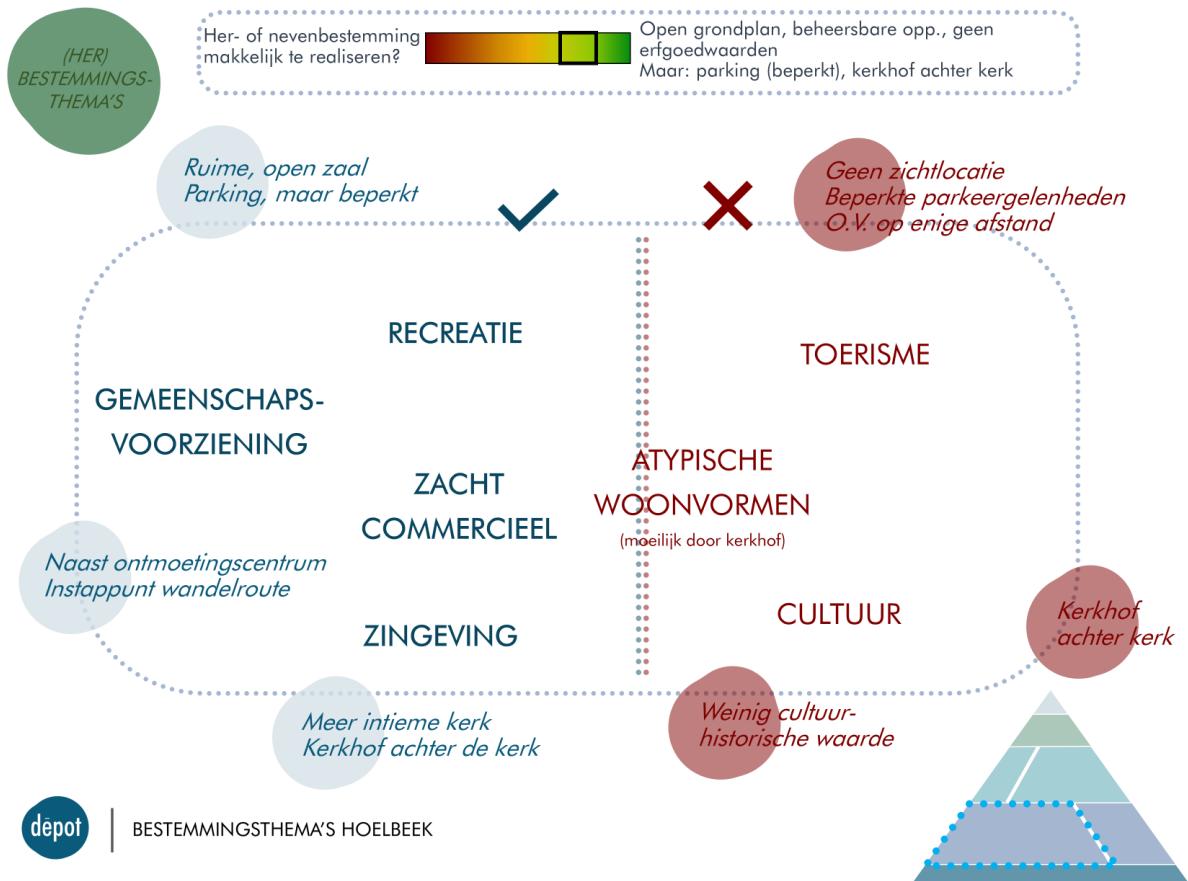 (HER)
BESTEMMINGS-
THEMA'S
Her- of nevenbestemming
makkelijk te realiseren?
Open grondplan, beheersbare opp., geen
erfgoedwaarden
Maar: parking (beperkt), kerkhof achter kerk
Ruime, open zaal
Parking, maar beperkt
Geen zichtlocatie
Beperkte parkeergelenheden
O.V. op enige afstand
RECREATIE
TOERISME
GEMEENSCHAPS-
VOORZIENING
ZACHT
COMMERCIEEL
ATYPISCHE
WOONVORMEN
(moeilijk door kerkhof)
Naast ontmoetingscentrum
Instappunt wandelroute
ZINGEVING
CULTUUR
Kerkhof
achter kerk
Meer intieme kerk
Kerkhof achter de kerk
Weinig cultuur-
historische waarde
dēpot
BESTEMMINGSTHEMA'S HOELBEEK